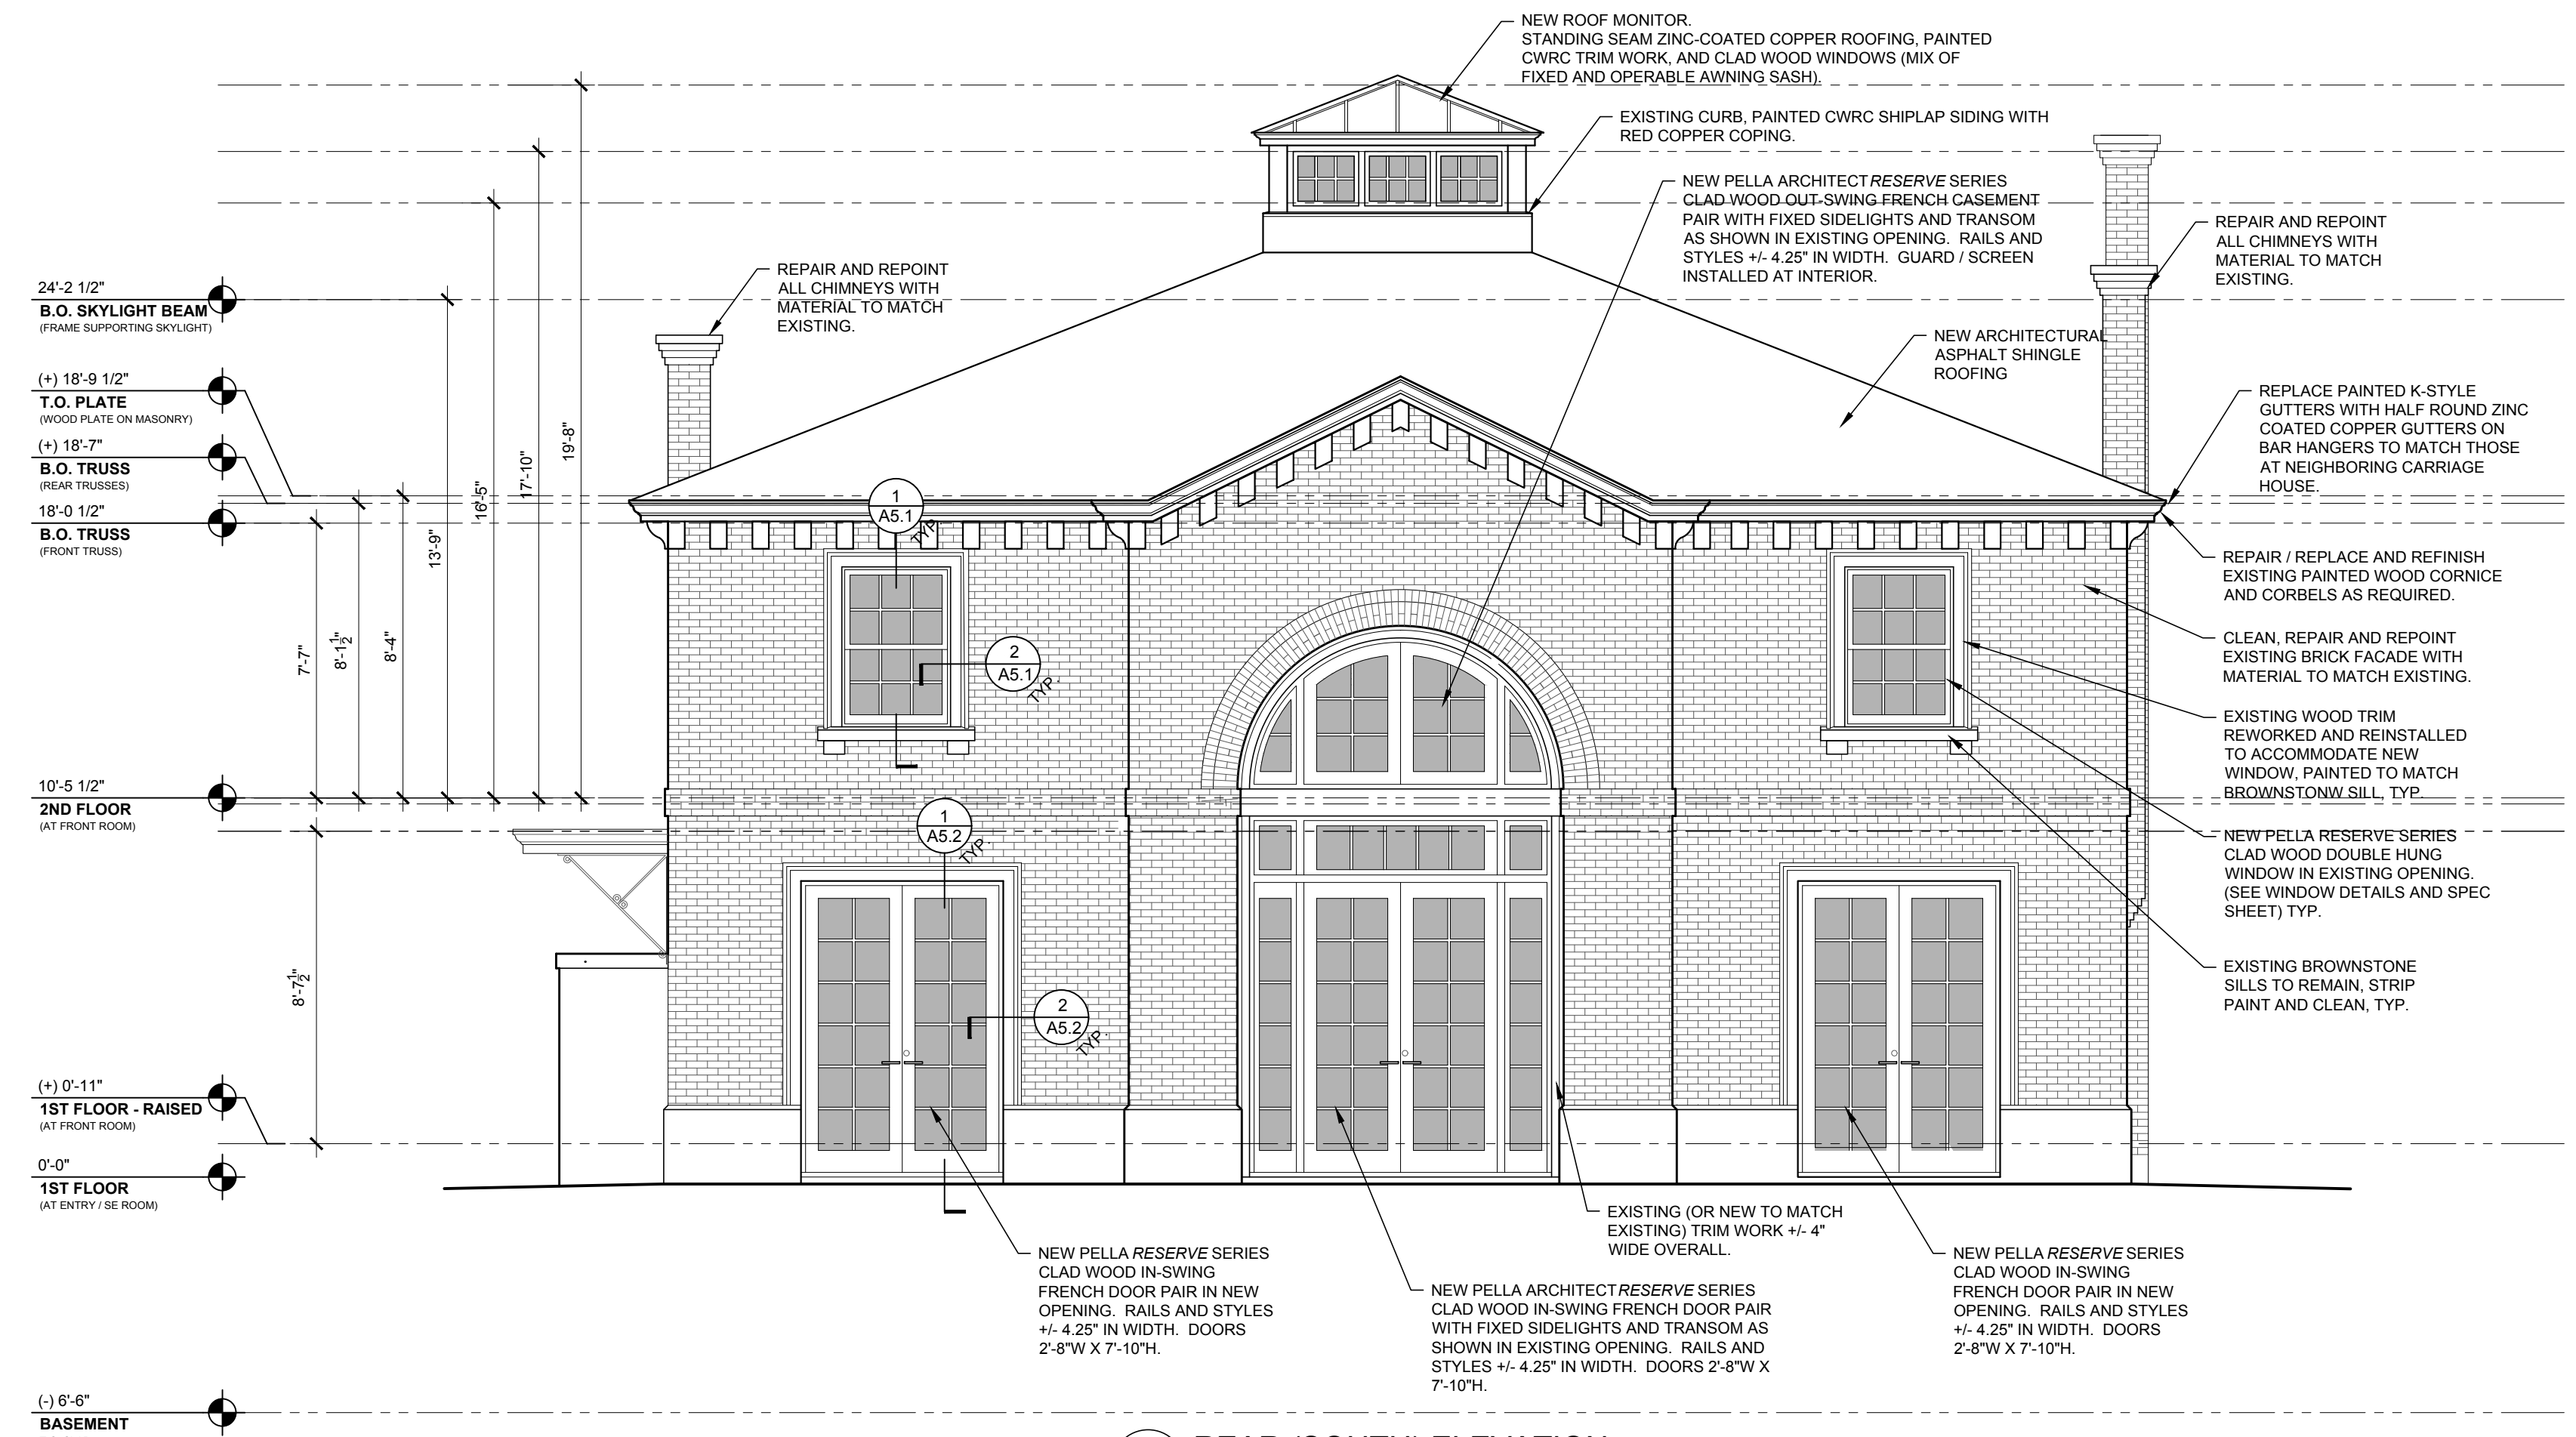 NEW ROOF MONITOR.
STANDING SEAM ZINC-COATED COPPER ROOFING, PAINTED
CWRC TRIM WORK, AND CLAD WOOD WINDOWS (MIX OF
FIXED AND OPERABLE AWNING SASH).
EXISTING CURB, PAINTED CWRC SHIPLAP SIDING WITH
RED COPPER COPING.
NEW PELLA ARCHITECT RESERVE SERIES
CLAD WOOD OUT-SWING FRENCH CASEMENT
PAIR WITH FIXED SIDELIGHTS AND TRANSOM
AS SHOWN IN EXISTING OPENING. RAILS AND
STYLES +/- 4.25" IN WIDTH. GUARD / SCREEN
INSTALLED AT INTERIOR.
REPAIR AND REPOINT
ALL CHIMNEYS WITH
MATERIAL TO MATCH
EXISTING.
REPAIR AND REPOINT
ALL CHIMNEYS WITH
MATERIAL TO MATCH
EXISTING.
NEW ARCHITECTURAL
ASPHALT SHINGLE
ROOFING
REPLACE PAINTED K-STYLE
GUTTERS WITH HALF ROUND ZINC
COATED COPPER GUTTERS ON
BAR HANGERS TO MATCH THOSE
AT NEIGHBORING CARRIAGE
HOUSE.
REPAIR / REPLACE AND REFINISH
EXISTING PAINTED WOOD CORNICE
AND CORBELS AS REQUIRED.
CLEAN, REPAIR AND REPOINT
EXISTING BRICK FACADE WITH
MATERIAL TO MATCH EXISTING.
EXISTING WOOD TRIM
REWORKED AND REINSTALLED
TO ACCOMMODATE NEW
WINDOW, PAINTED TO MATCH
BROWNSTONW SILL, TYP.
NEW PELLA RESERVE SERIES
CLAD WOOD DOUBLE HUNG
WINDOW IN EXISTING OPENING.
(SEE WINDOW DETAILS AND SPEC
SHEET) TYP.
EXISTING BROWNSTONE
SILLS TO REMAIN, STRIP
PAINT AND CLEAN, TYP.
24'-2 1/2"
B.O. SKYLIGHT BEAM
(FRAME SUPPORTING SKYLIGHT)
(+) 18'-9 1/2"
T.O. PLATE
(WOOD PLATE ON MASONRY)
(+) 18'-7"
B.O. TRUSS
(REAR TRUSSES)
18'-0 1/2"
B.O. TRUSS
(FRONT TRUSS)
10'-5 1/2"
2ND FLOOR
(AT FRONT ROOM)
(+) 0'-11"
1ST FLOOR - RAISED
(AT FRONT ROOM)
0'-0"
1ST FLOOR
(AT ENTRY / SE ROOM)
(-) 6'-6"
BASEMENT
7'-7"
8'-1 1/2"
8'-4"
13'-9"
16'-5"
17'-10"
19'-8"
8'-7 1/2"
1
A5.1
TYP.
2
A5.1
TYP.
1
A5.2
TYP.
2
A5.2
TYP.
EXISTING (OR NEW TO MATCH
EXISTING) TRIM WORK +/- 4"
WIDE OVERALL.
NEW PELLA RESERVE SERIES
CLAD WOOD IN-SWING
FRENCH DOOR PAIR IN NEW
OPENING. RAILS AND STYLES
+/- 4.25" IN WIDTH. DOORS
2'-8"W X 7'-10"H.
NEW PELLA ARCHITECT RESERVE SERIES
CLAD WOOD IN-SWING FRENCH DOOR PAIR
WITH FIXED SIDELIGHTS AND TRANSOM AS
SHOWN IN EXISTING OPENING. RAILS AND
STYLES +/- 4.25" IN WIDTH. DOORS 2'-8"W X
7'-10"H.
NEW PELLA RESERVE SERIES
CLAD WOOD IN-SWING
FRENCH DOOR PAIR IN NEW
OPENING. RAILS AND STYLES
+/- 4.25" IN WIDTH. DOORS
2'-8"W X 7'-10"H.
REAR (SOUTH) ELEVATION